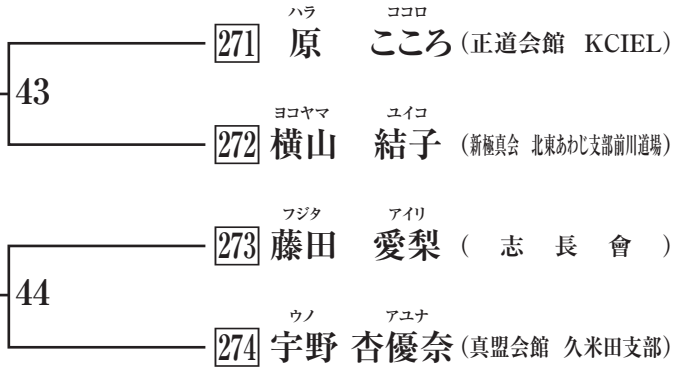 ハラ ココロ
271 原 こころ (正道会館 KCIEL)
43
ヨコヤマ ユイコ
272 横山 結子 (新極真会 北東あわじ支部前川道場)
フジタ アイリ
273 藤田 愛梨 ( 志 長 會 )
44
ウノ アユナ
274 宇野 杏優奈 (真盟会館 久米田支部)